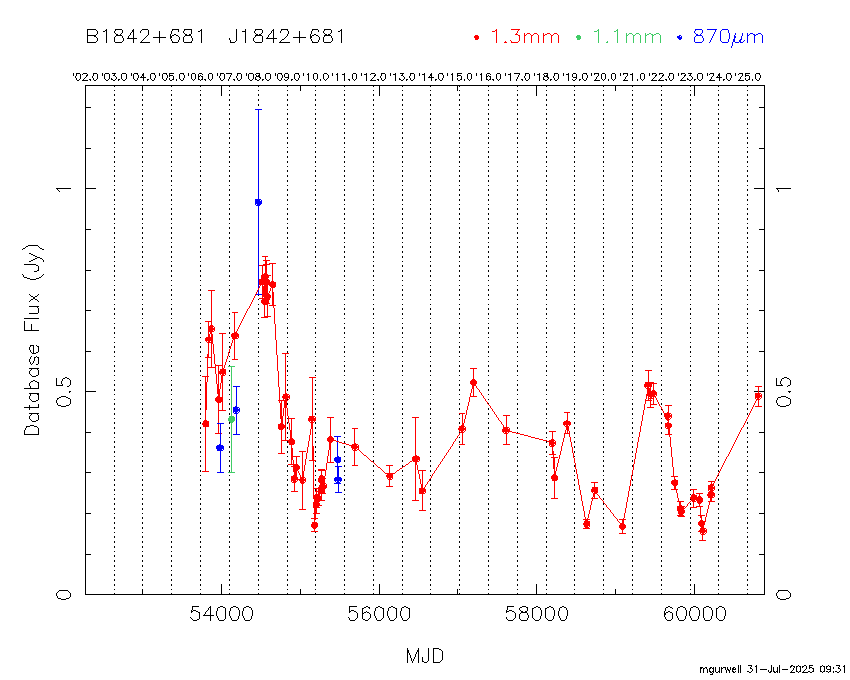 B1842+681 J1842+681 1.3mm 1.1mm 870μm
'02.0 '03.0 '04.0 '05.0 '06.0 '07.0 '08.0 '09.0 '10.0 '11.0 '12.0 '13.0 '14.0 '15.0 '16.0 '17.0 '18.0 '19.0 '20.0 '21.0 '22.0 '23.0 '24.0 '25.0
1 1
Database Flux (Jy)
0.5 0.5
0 0
54000 56000 58000 60000
MJD
mgurwell 31-Jul-2025 09:31